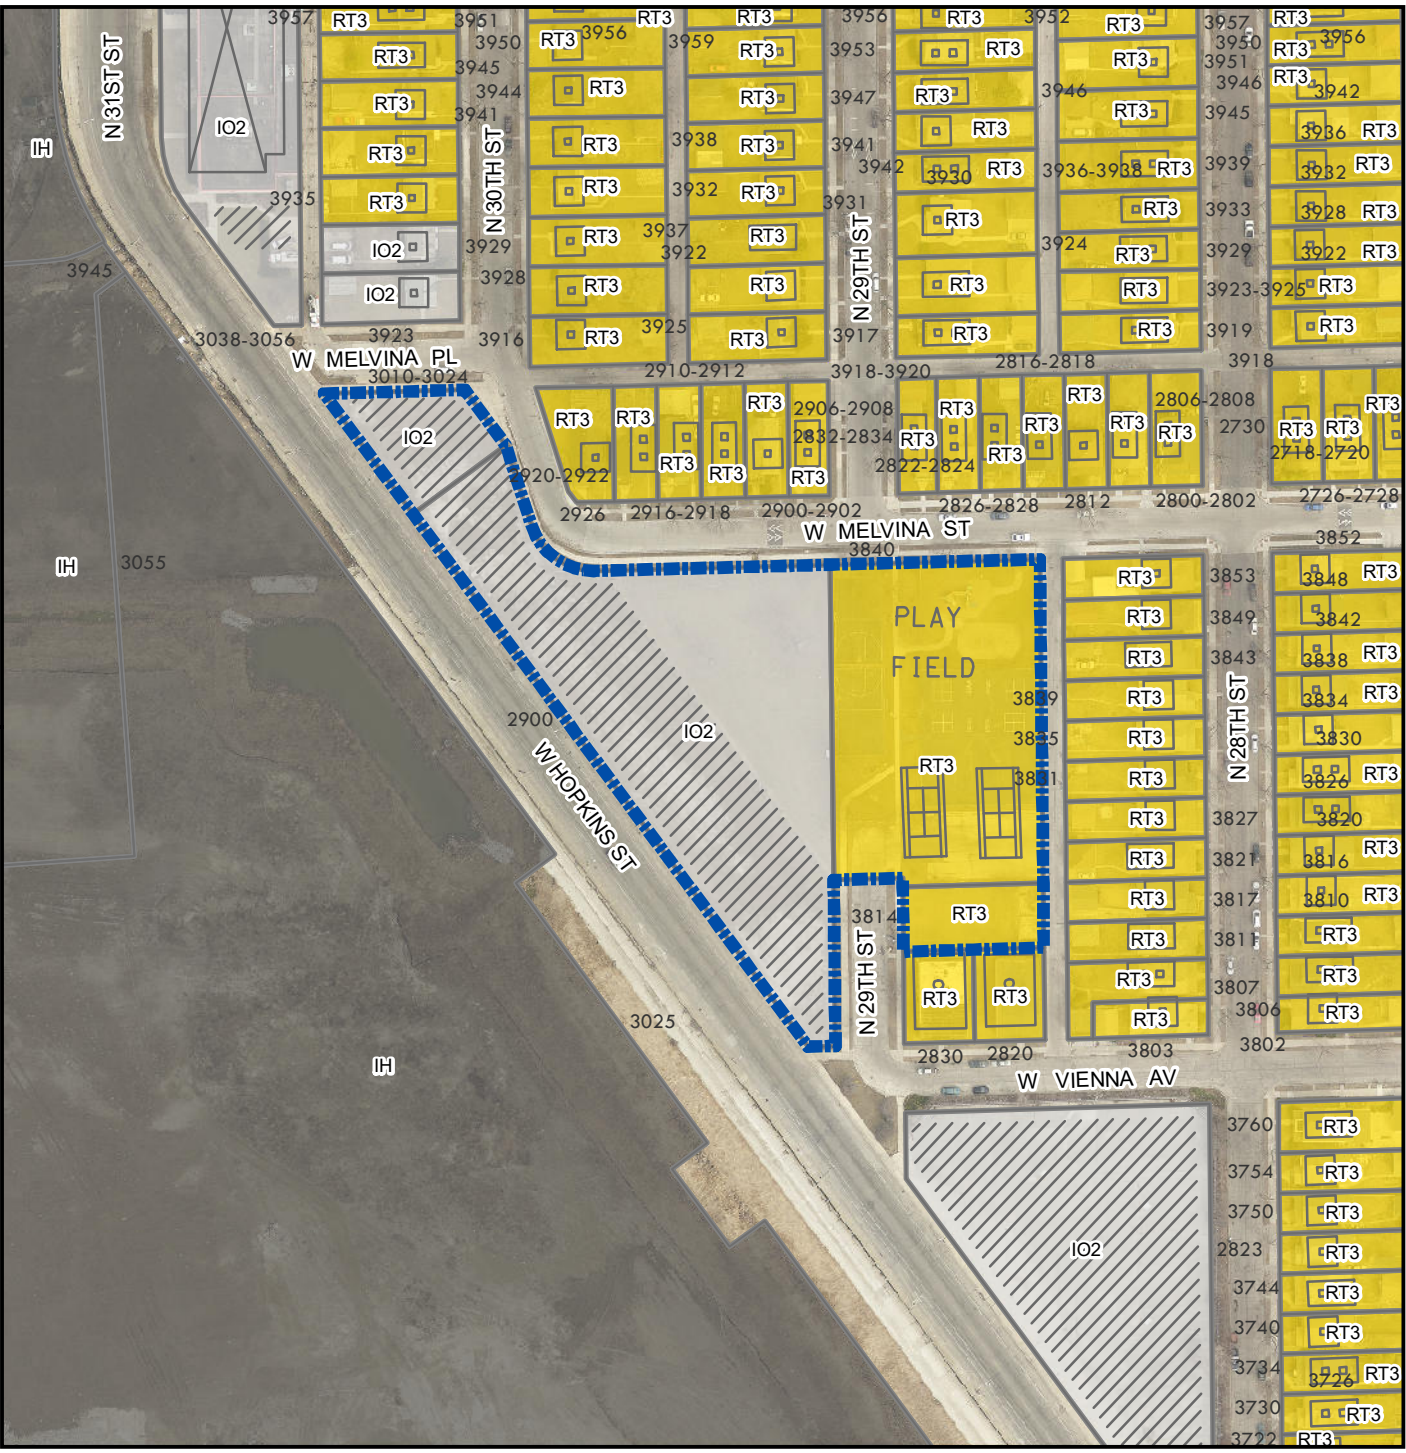 3957
RT3
3951
RT3
3956
RT3
RT3
3956
RT3
3952
RT3
3957
RT3
3950
RT3
3959
3953
RT3
3950
RT3
3956
N 31ST ST
RT3
3945
RT3
RT3
RT3
3951
RT3
3944
RT3
RT3
3947
RT3
3946
3946
RT3
3942
IO2
RT3
3941
RT3
3945
RT3
3936
RT3
IH
RT3
N 30TH ST
RT3
3938
RT3
3941
RT3
3942
3930
RT3
3936-3938
RT3
3939
3932
RT3
3935
RT3
RT3
3932
RT3
3931
RT3
RT3
3933
3928
RT3
IO2
3929
RT3
3937
3922
RT3
N 29TH ST
3924
RT3
3929
3922
RT3
3945
IO2
3928
RT3
RT3
RT3
RT3
3923-3925
RT3
3038-3056
3923
3916
RT3
3925
RT3
3917
RT3
RT3
3919
RT3
W MELVINA PL
3010-3024
2910-2912
3918-3920
2816-2818
3918
IO2
RT3
RT3
RT3
RT3
RT3
RT3
2906-2908
2832-2834
RT3
RT3
RT3
RT3
RT3
RT3
RT3
2806-2808
2730
RT3
RT3
RT3
2718-2720
2920-2922
2822-2824
2926
2916-2918
2900-2902
2826-2828
2812
2800-2802
2726-2728
W MELVINA ST
3840
3852
IH
3055
RT3
3853
3848
RT3
PLAY
FIELD
RT3
3849
3842
RT3
3843
3838
RT3
3839
RT3
N 28TH ST
3834
RT3
2900
IO2
3835
RT3
3830
RT3
3831
RT3
3826
RT3
W HOPKINS ST
RT3
3827
3820
RT3
3821
3816
RT3
RT3
3817
3810
RT3
3814
RT3
RT3
3811
RT3
N 29TH ST
RT3
RT3
RT3
3807
RT3
3025
RT3
3806
RT3
2830
2820
3803
3802
IH
W VIENNA AV
3760
RT3
3754
RT3
3750
RT3
IO2
2823
RT3
3744
RT3
3740
RT3
3734
3726
RT3
3730
RT3
3722
RT3